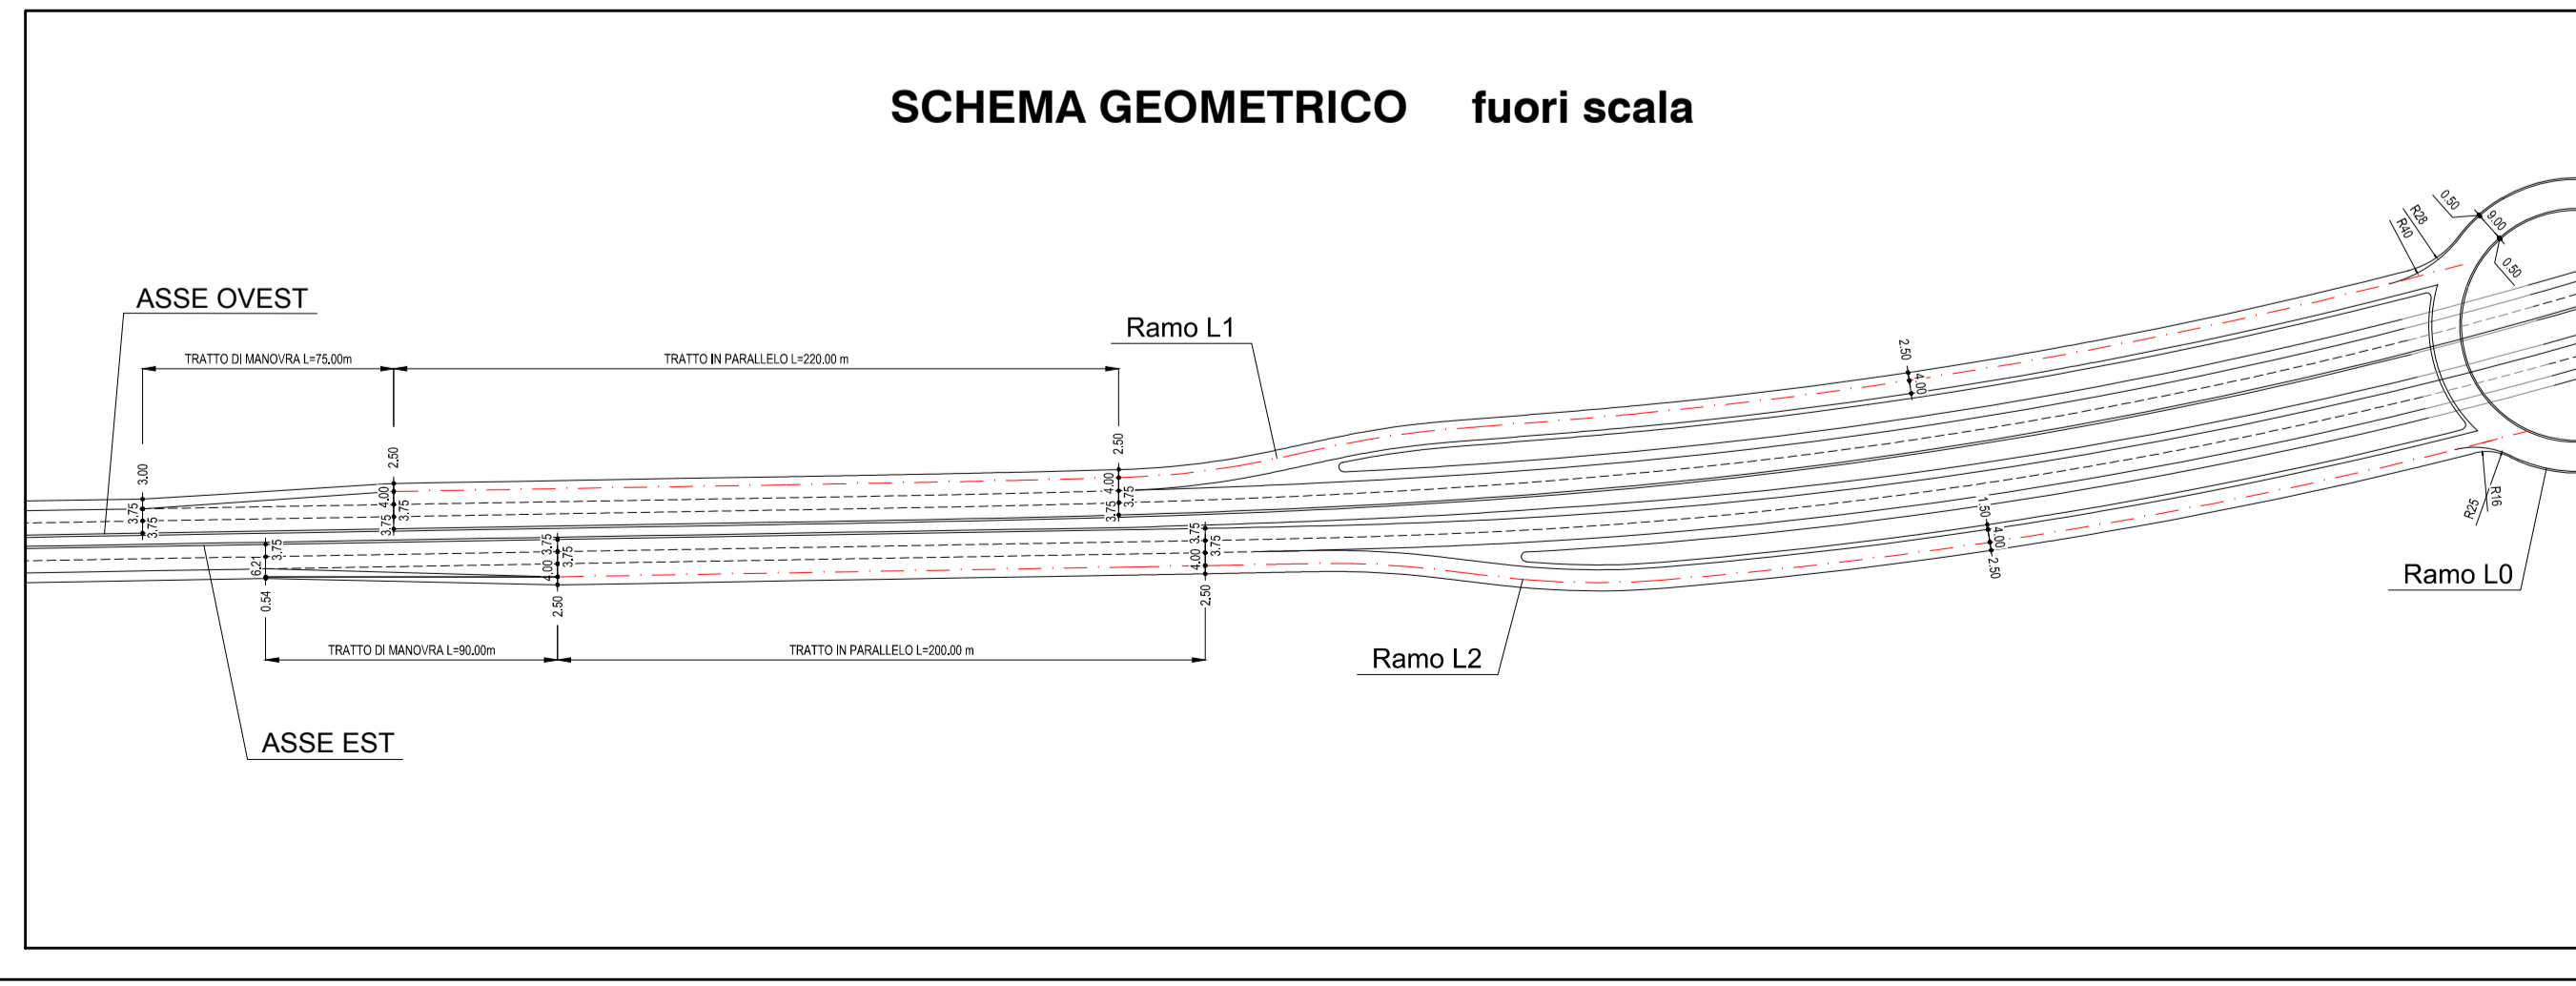 SCHEMA GEOMETRICO fuori scala
0.50
9.00
R28
R40
0.50
ASSE OVEST
Ramo L1
TRATTO DI MANOVRA L=75.00m
TRATTO IN PARALLELO L=220.00 m
2.50
4.00
3.00
2.50
2.50
3.75
3.75
4.00
3.75
3.75
4.00
3.75
3.75
1.50
4.00
2.50
R16
R25
3.75
6.21
0.54
3.75
3.75
4.00
2.50
3.75
3.75
4.00
2.50
Ramo L0
TRATTO DI MANOVRA L=90.00m
TRATTO IN PARALLELO L=200.00 m
Ramo L2
ASSE EST